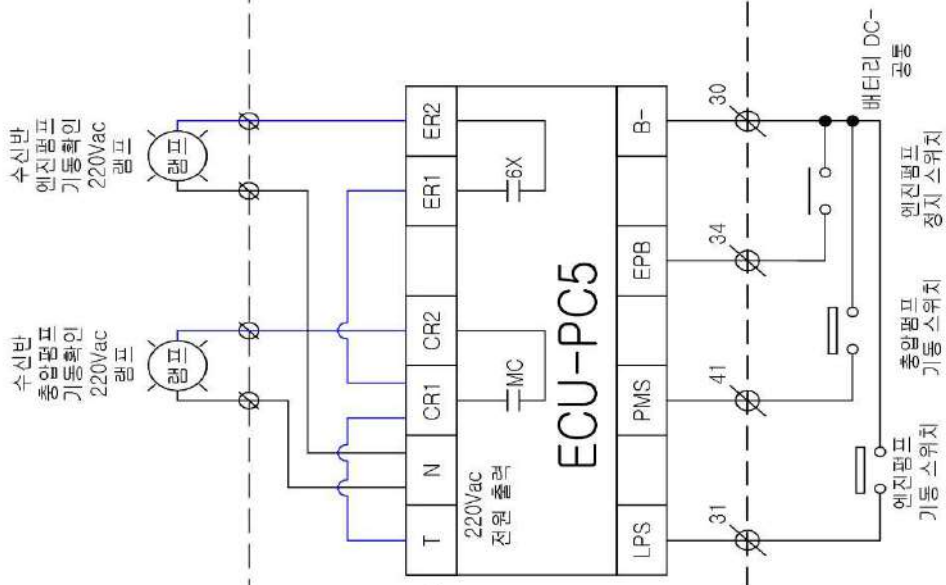 수신반
충압펌프
기동확인
220Vac
램프
램프
수신반
엔진펌프
기동확인
220Vac
램프
램프
T
N
CR1
CR2
ER1
ER2
220Vac
전원 출력
MC
6X
ECU-PC5
LPS
PMS
EPB
B-
31
41
34
30
엔진펌프
기동 스위치
충압펌프
기동 스위치
엔진펌프
정지 스위치
배터리 DC-
공통